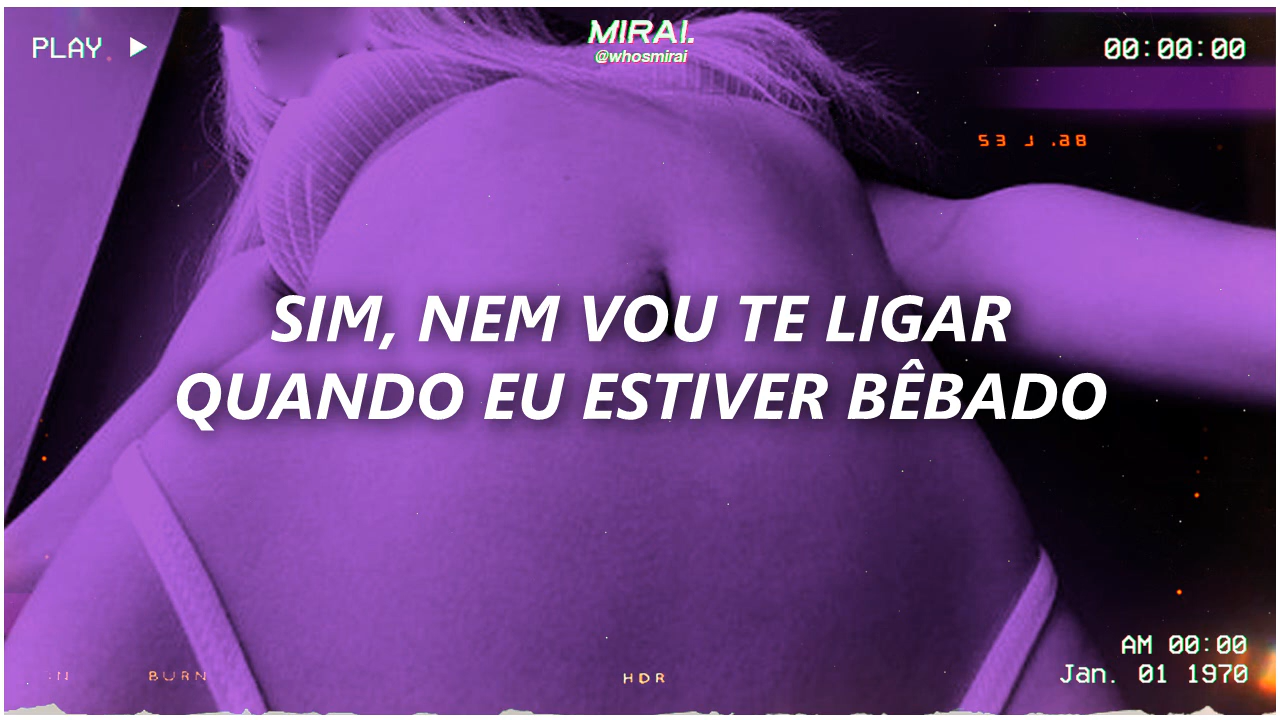 PLAY
MIRAI.
@whosmirai
00:00:00
SIM, NEM VOU TE LIGAR
QUANDO EU ESTIVER BÊBADO
BURN
HDR
AM 00:00
Jan. 01 1970